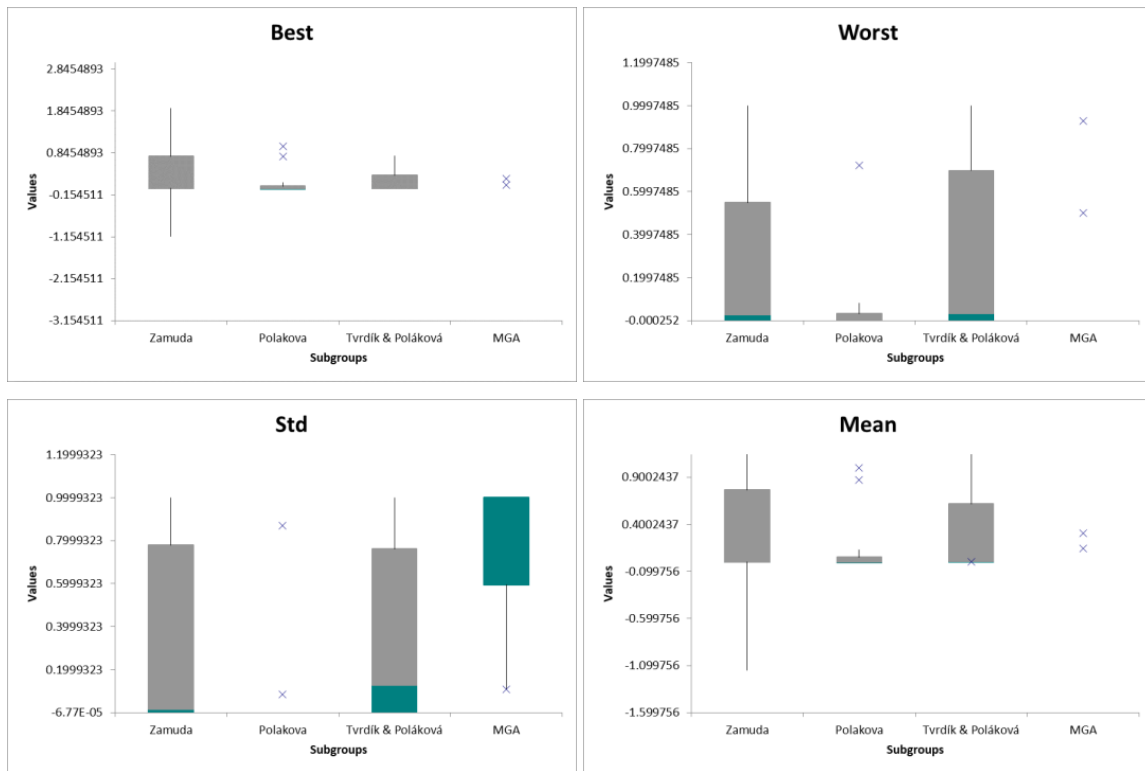 Best
2.8454893
1.8454893
0.8454893
-0.154511
-1.154511
-2.154511
-3.154511
Values
Zamuda Polakova Tvrdík & Poláková MGA
Subgroups
Worst
1.1997485
0.9997485
0.7997485
0.5997485
0.3997485
0.1997485
-0.000252
Values
Zamuda Polakova Tvrdík & Poláková MGA
Subgroups
Std
1.1999323
0.9999323
0.7999323
0.5999323
0.3999323
0.1999323
-6.77E-05
Values
Zamuda Polakova Tvrdík & Poláková MGA
Subgroups
Mean
0.9002437
0.4002437
-0.099756
-0.599756
-1.099756
-1.599756
Values
Zamuda Polakova Tvrdík & Poláková MGA
Subgroups